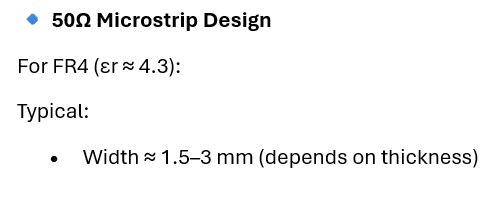 50Ω Microstrip Design
For FR4 (εr ≈ 4.3):
Typical:
• Width ≈ 1.5–3 mm (depends on thickness)